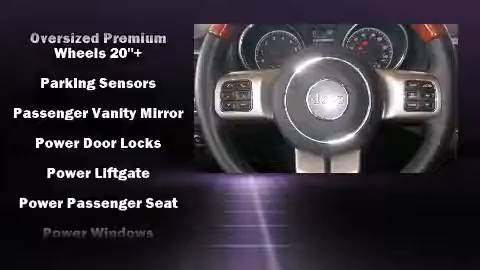 Oversized Premium
Wheels 20"+
Parking Sensors
Passenger Vanity Mirror
Power Door Locks
Power Liftgate
Power Passenger Seat
Power Windows
Jeep